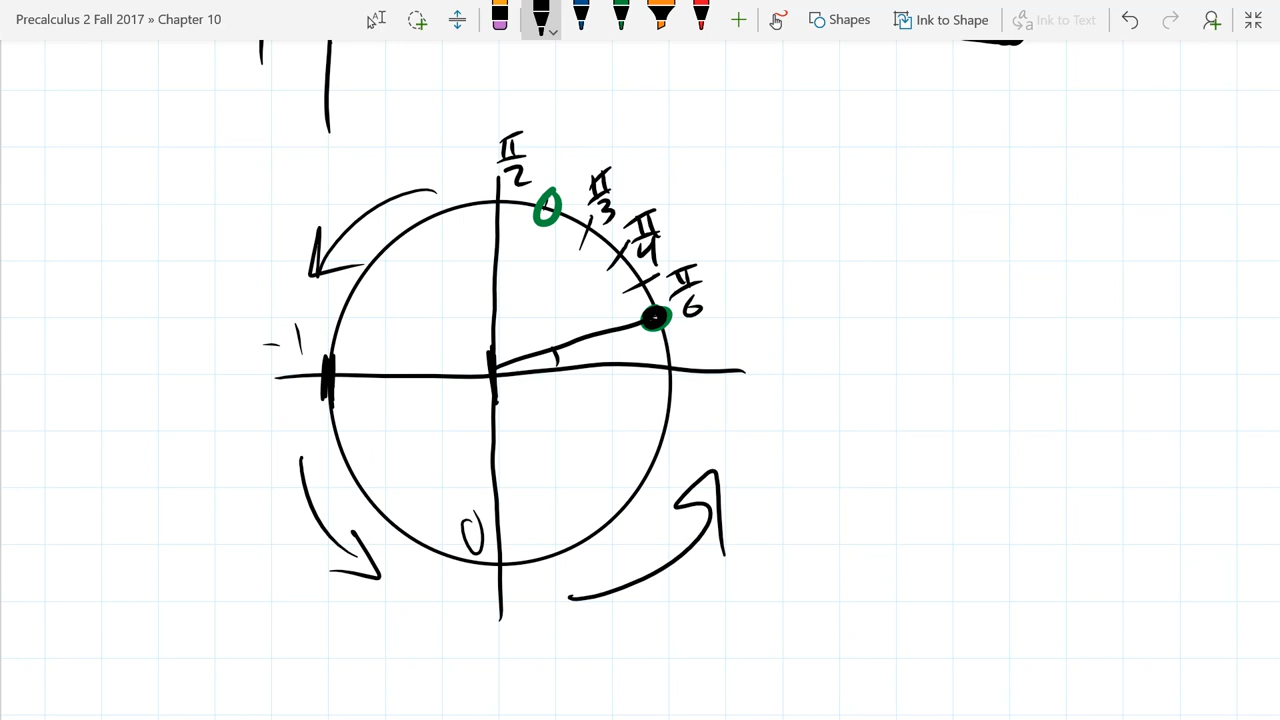 Precalculus 2 Fall 2017 » Chapter 10
Shapes
Ink to Shape
Ink to Text
π/2
π/3
π/4
π/6
-1
0